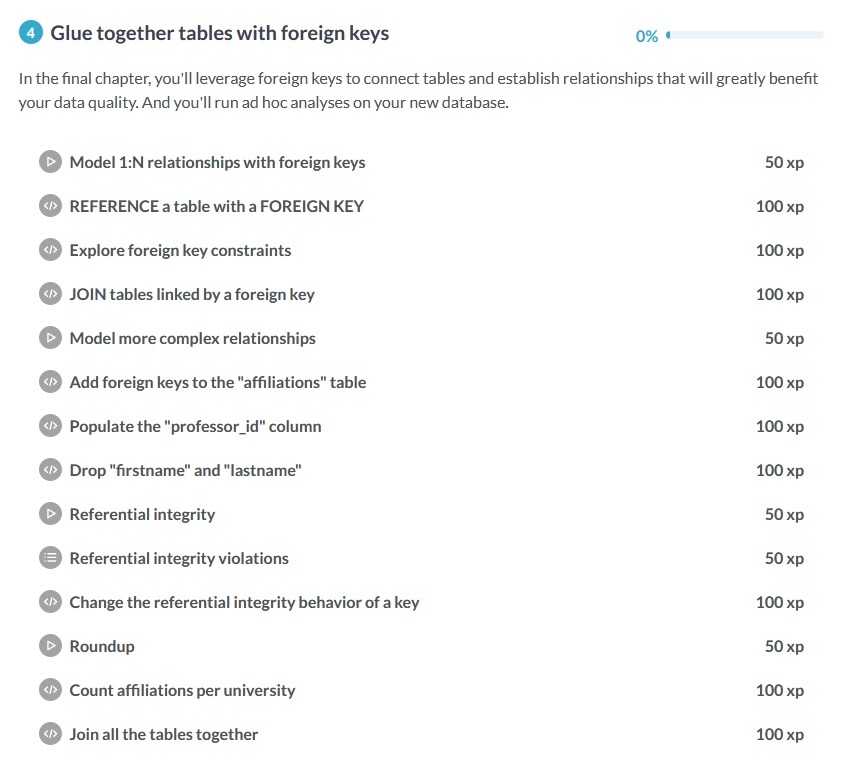 4 Glue together tables with foreign keys 0%
In the final chapter, you'll leverage foreign keys to connect tables and establish relationships that will greatly benefit
your data quality. And you'll run ad hoc analyses on your new database.
Model 1:N relationships with foreign keys 50 xp
REFERENCE a table with a FOREIGN KEY 100 xp
Explore foreign key constraints 100 xp
JOIN tables linked by a foreign key 100 xp
Model more complex relationships 50 xp
Add foreign keys to the "affiliations" table 100 xp
Populate the "professor_id" column 100 xp
Drop "firstname" and "lastname" 100 xp
Referential integrity 50 xp
Referential integrity violations 50 xp
Change the referential integrity behavior of a key 100 xp
Roundup 50 xp
Count affiliations per university 100 xp
Join all the tables together 100 xp